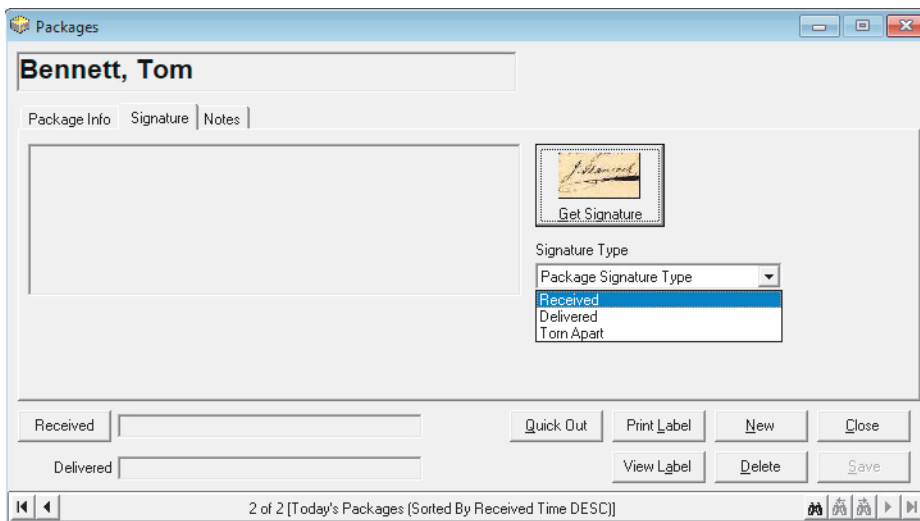 Packages
Bennett, Tom
Package Info Signature Notes
J. Hancock
Get Signature
Signature Type
Package Signature Type
Received
Delivered
Torn Apart
Received Quick Out Print Label New Close
Delivered View Label Delete Save
2 of 2 [Today's Packages (Sorted By Received Time DESC)]